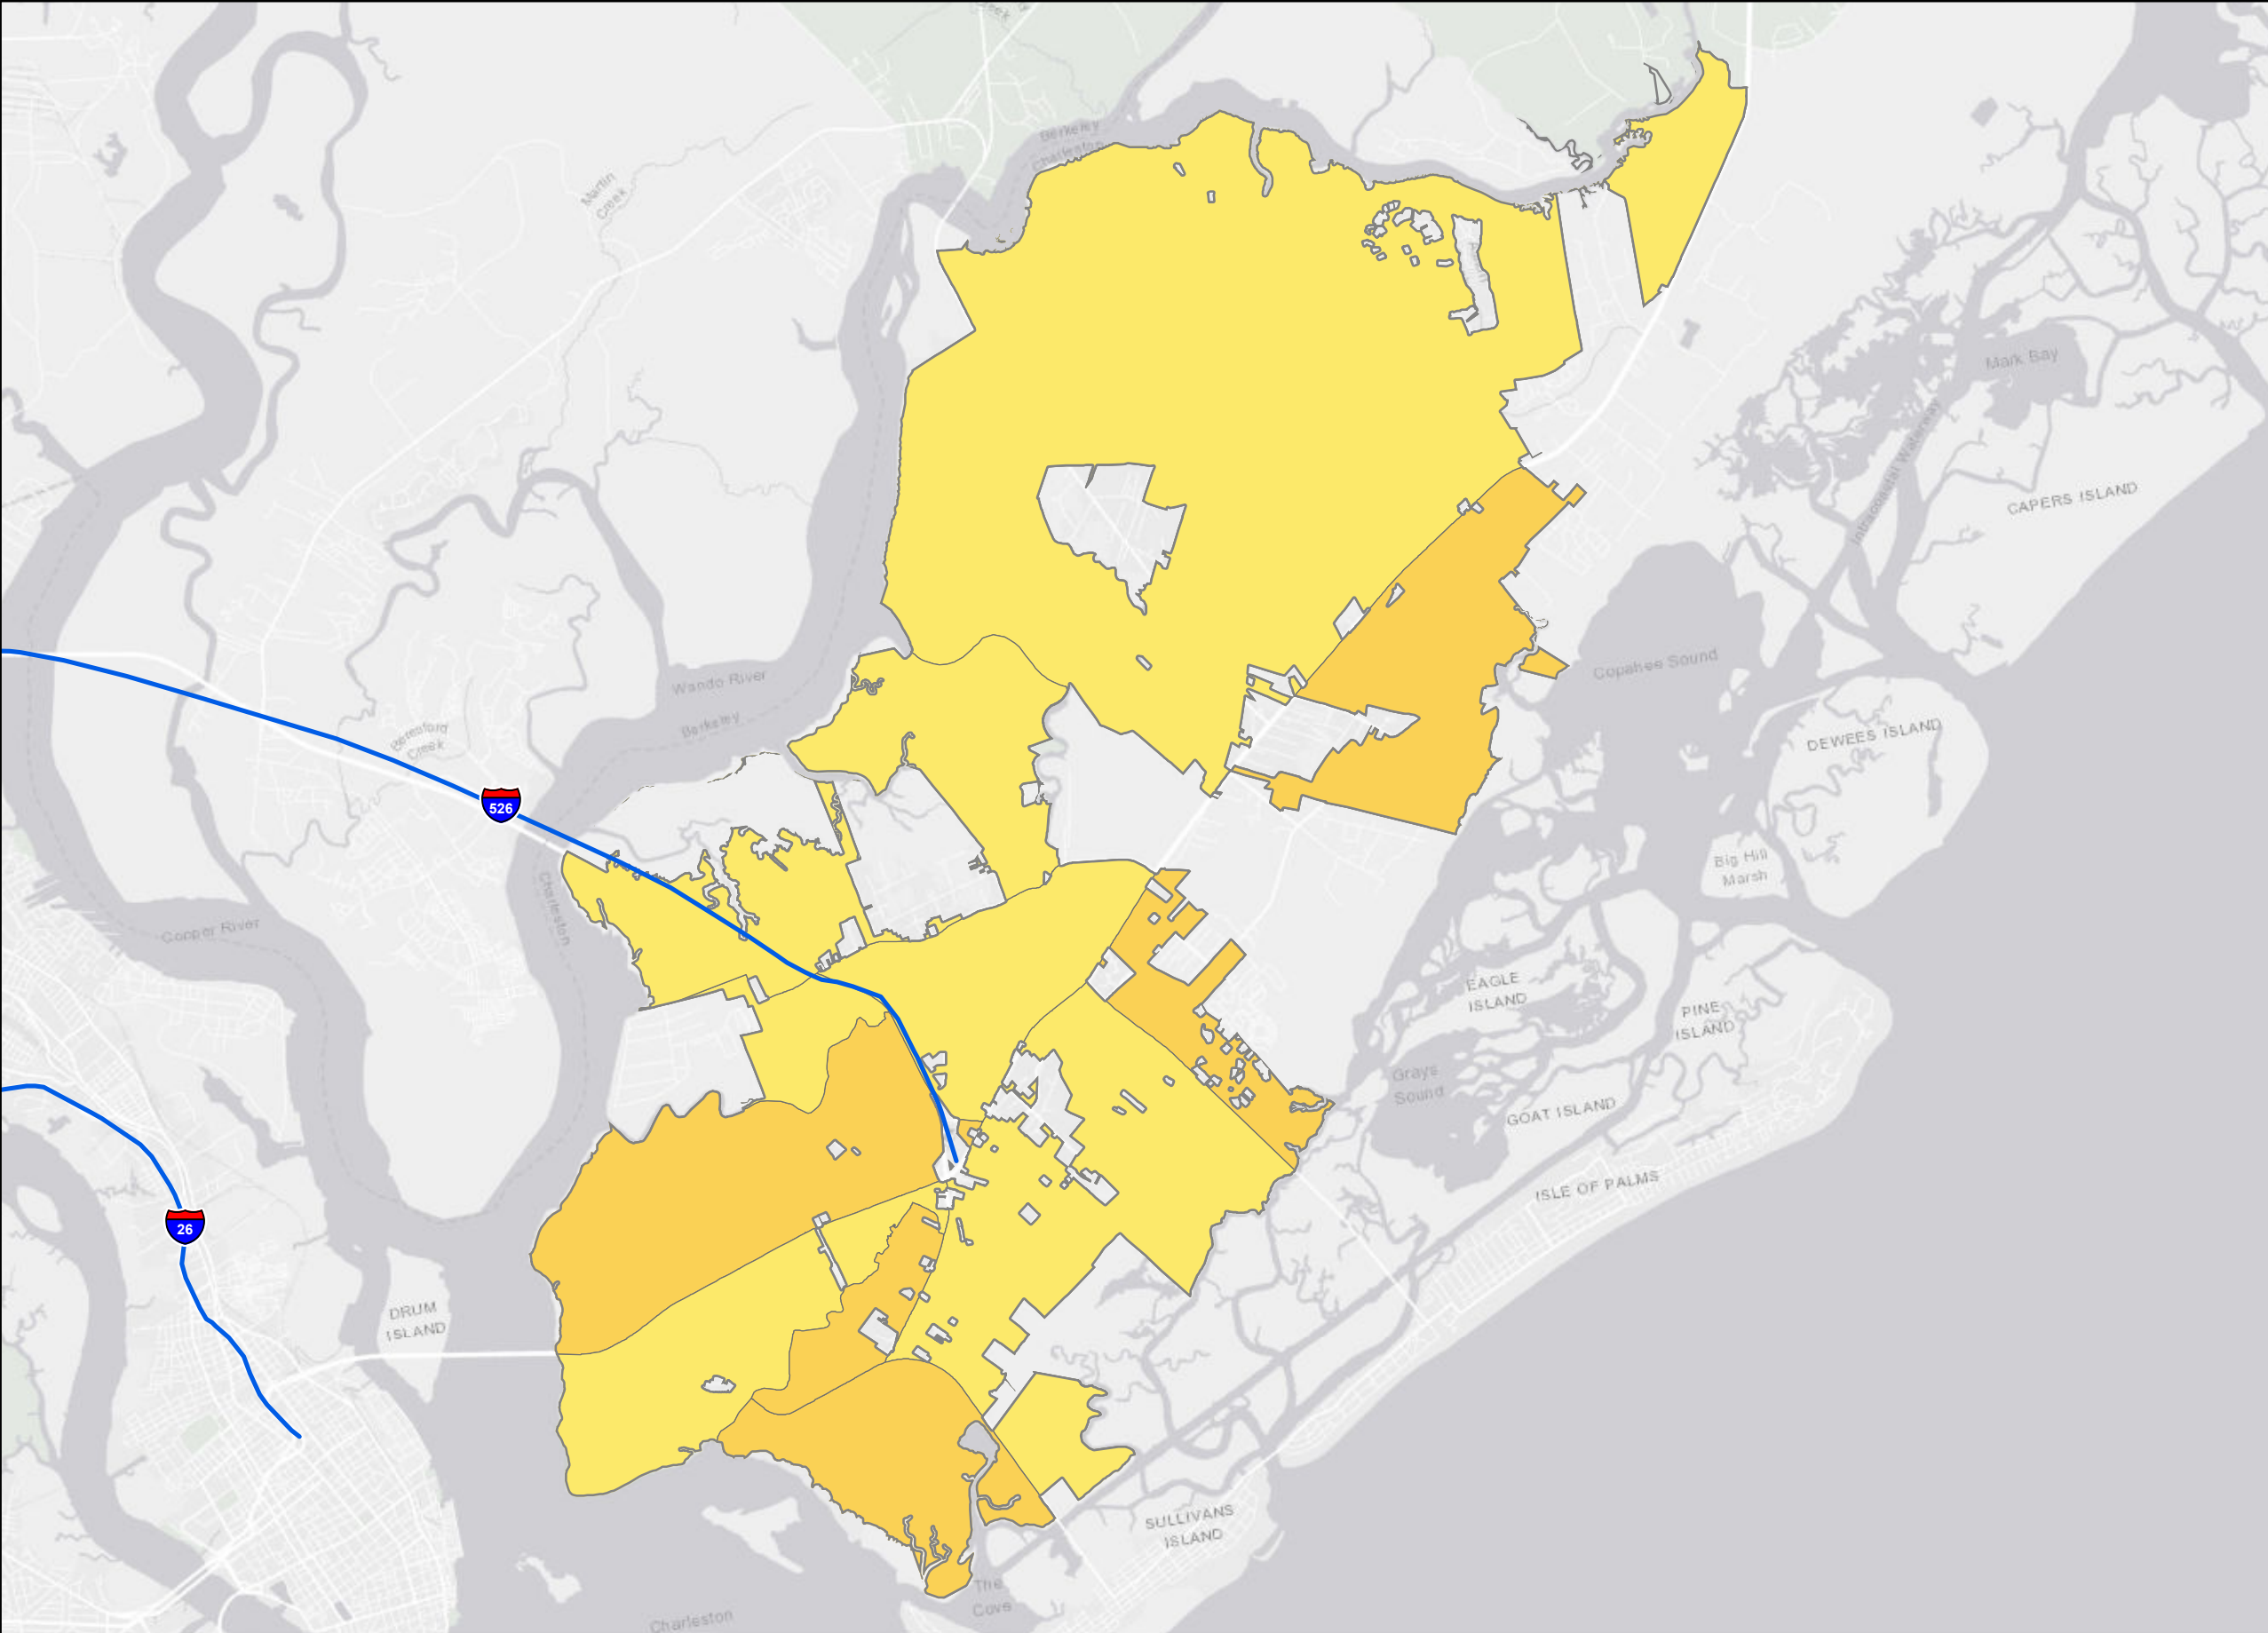 Creek
Berkeley
Charleston
Martin
Creek
Mark Bay
Intracoastal Waterway
CAPERS ISLAND
Wando River
Berkeley
Copahee Sound
Beresford
Creek
DEWEES ISLAND
526
Big Hill
Marsh
Charleston
Cooper River
EAGLE
ISLAND
PINE
ISLAND
Grays
Sound
GOAT ISLAND
ISLE OF PALMS
26
DRUM
ISLAND
SULLIVANS
ISLAND
The
Cove
Charleston